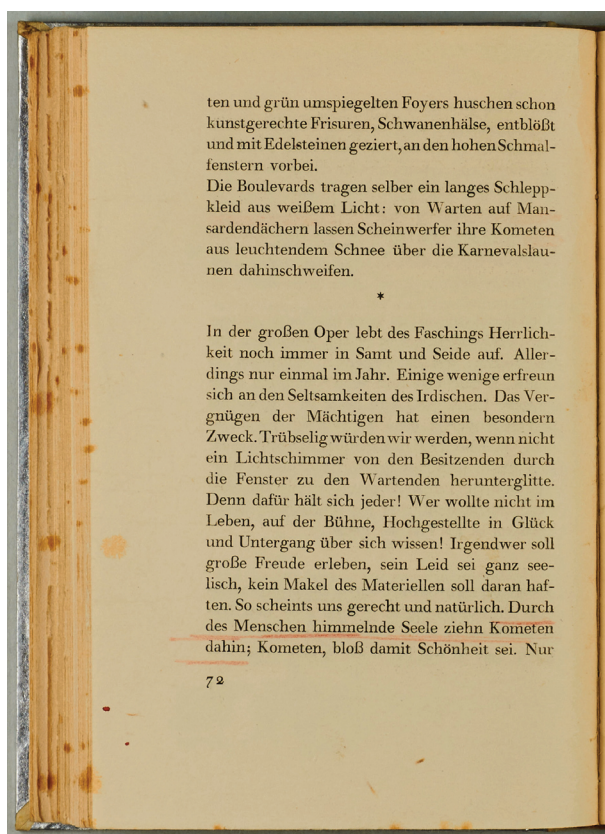 ten und grün umspiegelten Foyers huschen schon
kunstgerechte Frisuren, Schwanenhälse, entblößt
und mit Edelsteinen geziert, an den hohen Schmal-
fenstern vorbei.
Die Boulevards tragen selber ein langes Schlepp-
kleid aus weißem Licht: von Warten auf Man-
sardendächern lassen Scheinwerfer ihre Kometen
aus leuchtendem Schnee über die Karnevalslau-
nen dahinschweifen.
*
In der großen Oper lebt des Faschings Herrlich-
keit noch immer in Samt und Seide auf. Aller-
dings nur einmal im Jahr. Einige wenige erfreun
sich an den Seltsamkeiten des Irdischen. Das Ver-
gnügen der Mächtigen hat einen besondern
Zweck. Trübselig würden wir werden, wenn nicht
ein Lichtschimmer von den Besitzenden durch
die Fenster zu den Wartenden herunterglitte.
Denn dafür hält sich jeder! Wer wollte nicht im
Leben, auf der Bühne, Hochgestellte in Glück
und Untergang über sich wissen! Irgendwer soll
große Freude erleben, sein Leid sei ganz see-
lisch, kein Makel des Materiellen soll daran haf-
ten. So scheints uns gerecht und natürlich. Durch
des Menschen himmelnde Seele ziehn Kometen
dahin; Kometen, bloß damit Schönheit sei. Nur
72